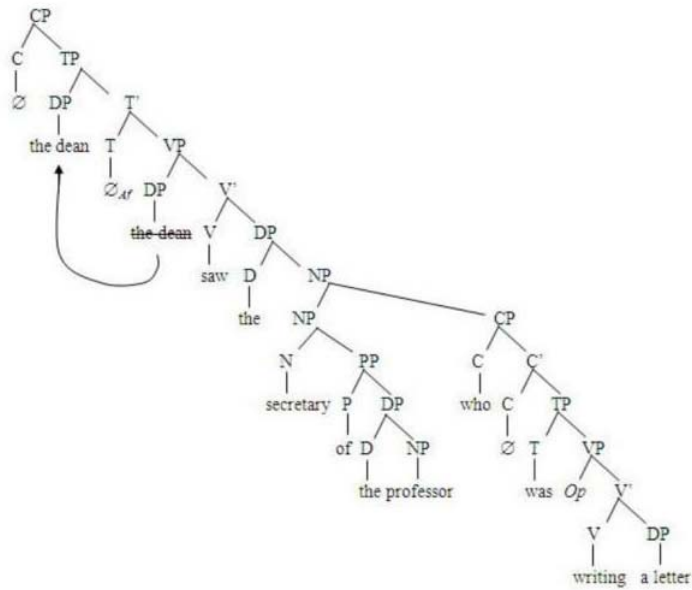 CP
C TP
∅ DP T'
the dean T VP
∅Af DP V'
the dean V DP
saw D NP
the NP CP
N PP C C'
secretary P DP who C TP
of D NP ∅ T VP
the professor was Op V'
V DP
writing a letter